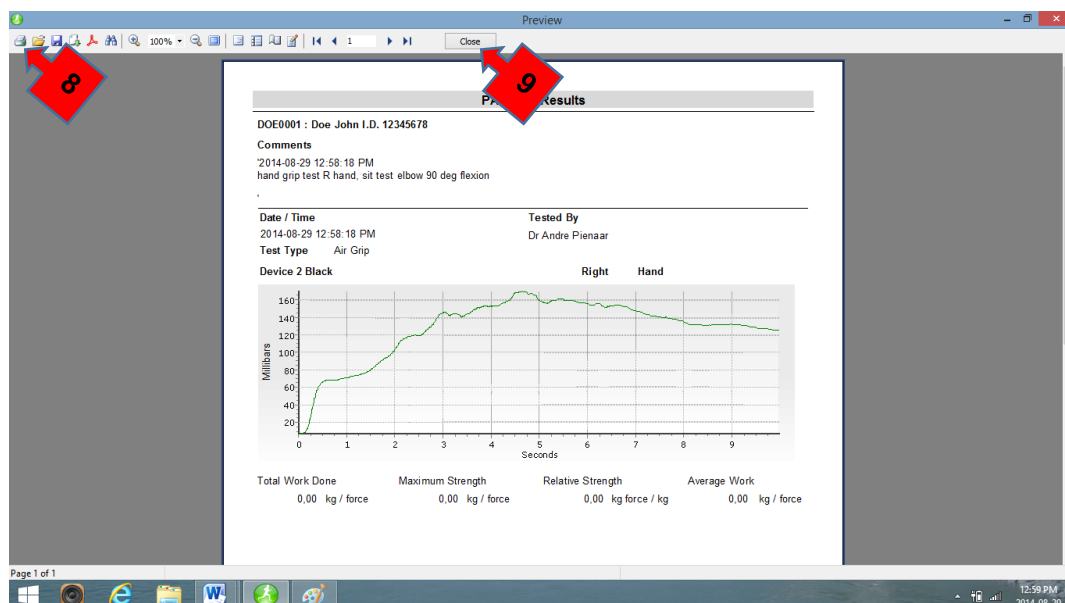 Preview
100%
1
Close
8
9
PA Results
DOE0001 : Doe John I.D. 12345678
Comments
'2014-08-29 12:58:18 PM
hand grip test R hand, sit test elbow 90 deg flexion
'
Date / Time Tested By
2014-08-29 12:58:18 PM Dr Andre Pienaar
Test Type Air Grip
Device 2 Black Right Hand
160
140
120
100
80
60
40
20
Millibars
0 1 2 3 4 5 6 7 8 9
Seconds
Total Work Done Maximum Strength Relative Strength Average Work
0,00 kg / force 0,00 kg / force 0,00 kg force / kg 0,00 kg / force
Page 1 of 1
12:59 PM
2014-08-29